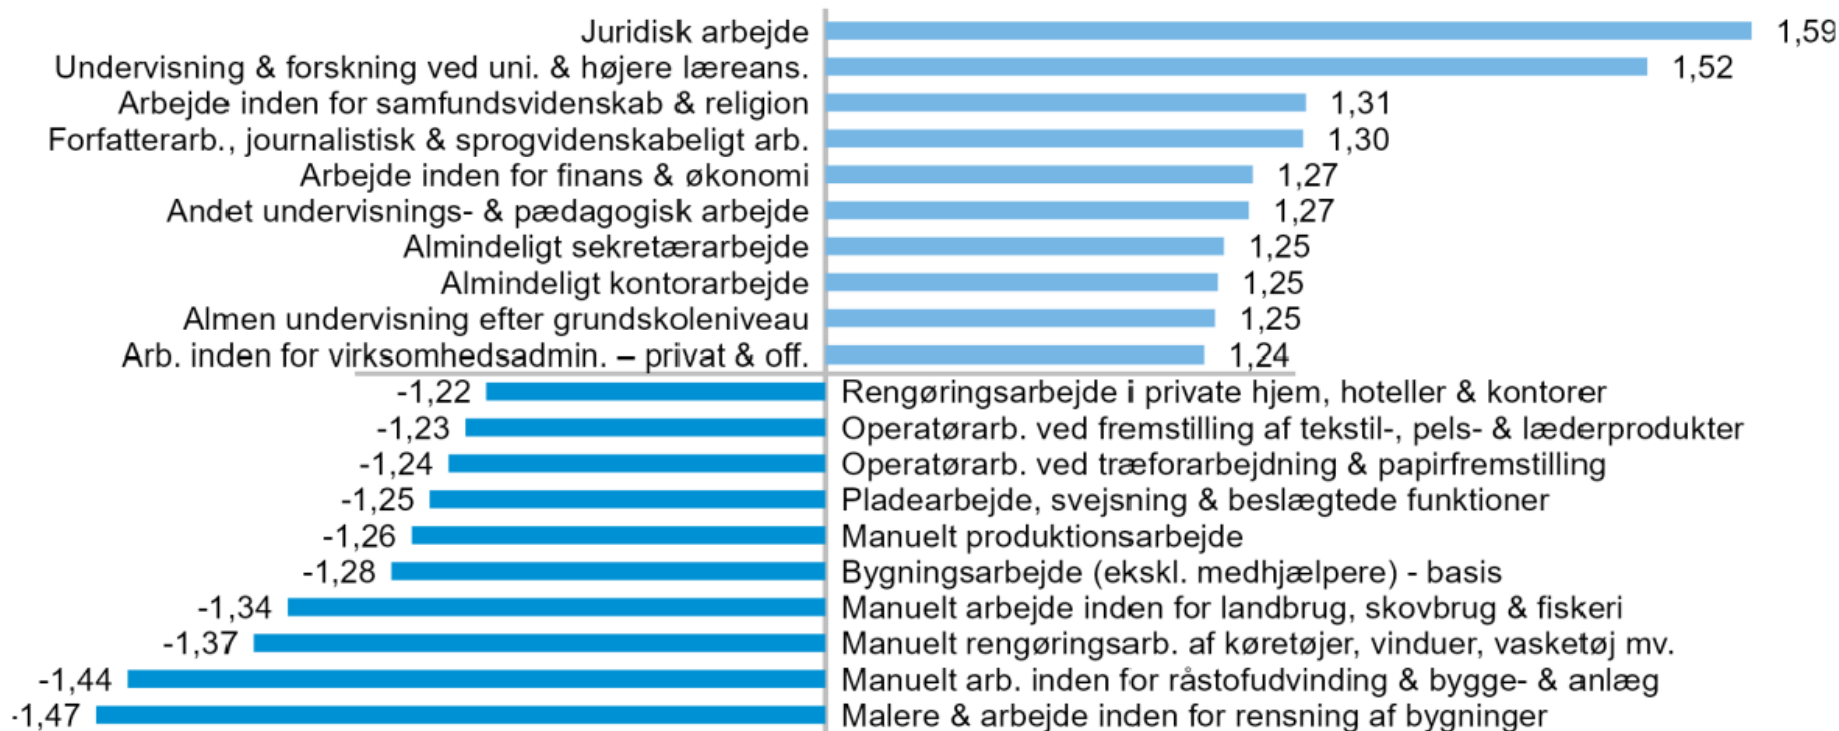 Juridisk arbejde 1,59
Undervisning & forskning ved uni. & højere læreans. 1,52
Arbejde inden for samfundsvidenskab & religion 1,31
Forfatterarb., journalistisk & sprogvidenskabeligt arb. 1,30
Arbejde inden for finans & økonomi 1,27
Andet undervisnings- & pædagogisk arbejde 1,27
Almindeligt sekretærarbejde 1,25
Almindeligt kontorarbejde 1,25
Almen undervisning efter grundskoleniveau 1,25
Arb. inden for virksomhedsadmin. – privat & off. 1,24
-1,22 Rengøringsarbejde i private hjem, hoteller & kontorer
-1,23 Operatørarb. ved fremstilling af tekstil-, pels- & læderprodukter
-1,24 Operatørarb. ved træforarbejdning & papirfremstilling
-1,25 Pladearbejde, svejsning & beslægtede funktioner
-1,26 Manuelt produktionsarbejde
-1,28 Bygningsarbejde (ekskl. medhjælpere) - basis
-1,34 Manuelt arbejde inden for landbrug, skovbrug & fiskeri
-1,37 Manuelt rengøringsarb. af køretøjer, vinduer, vasketøj mv.
-1,44 Manuelt arb. inden for råstofudvinding & bygge- & anlæg
-1,47 Malere & arbejde inden for rensning af bygninger